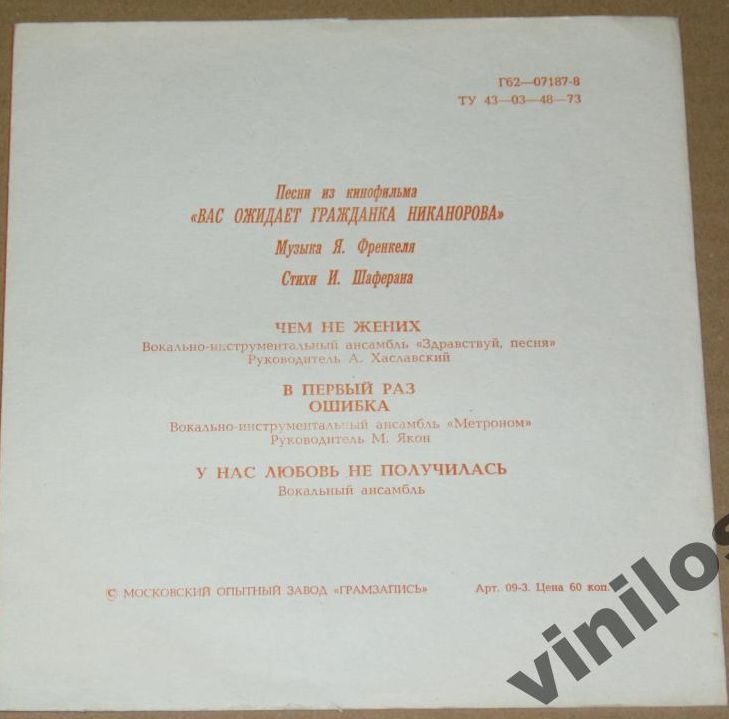 Г62—07187-8
ТУ 43—03—48—73
Песни из кинофильма
«ВАС ОЖИДАЕТ ГРАЖДАНКА НИКАНОРОВА»
Музыка Я. Френкеля
Стихи И. Шаферана
ЧЕМ НЕ ЖЕНИХ
Вокально-инструментальный ансамбль «Здравствуй, песня»
Руководитель А. Хаславский
В ПЕРВЫЙ РАЗ
ОШИБКА
Вокально-инструментальный ансамбль «Метроном»
Руководитель М. Якон
У НАС ЛЮБОВЬ НЕ ПОЛУЧИЛАСЬ
Вокальный ансамбль
© МОСКОВСКИЙ ОПЫТНЫЙ ЗАВОД «ГРАМЗАПИСЬ» Арт. 09-3. Цена 60 коп.
vinilos